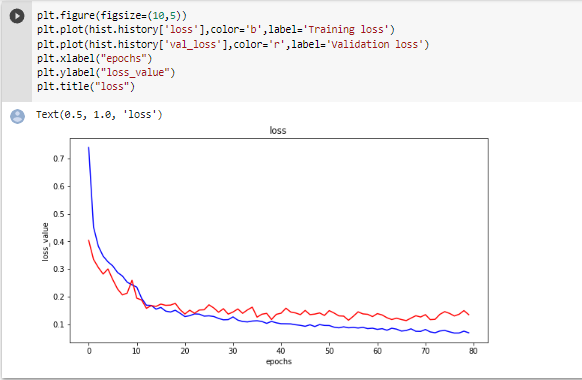 plt.figure(figsize=(10,5))
plt.plot(hist.history['loss'],color='b',label='Training loss')
plt.plot(hist.history['val_loss'],color='r',label='Validation loss')
plt.xlabel("epochs")
plt.ylabel("loss_value")
plt.title("loss")
Text(0.5, 1.0, 'loss')
loss
0.7
0.6
0.5
0.4
0.3
0.2
0.1
loss_value
0 10 20 30 40 50 60 70 80
epochs